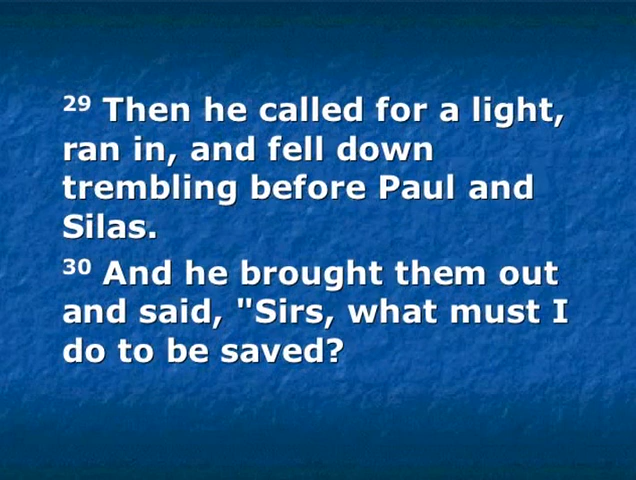 29 Then he called for a light,
ran in, and fell down
trembling before Paul and
Silas.
30 And he brought them out
and said, "Sirs, what must I
do to be saved?